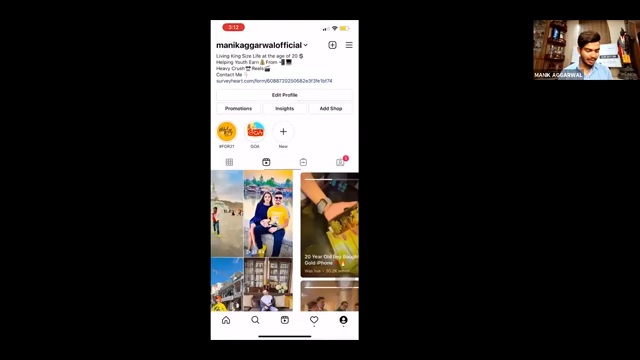 3:12
manikaggarwalofficial
Living King Size Life at the age of 20
Helping Youth Earn From
Heavy Crush Reels
Contact Me
surveyheart.com/form/
Edit Profile
Promotions
Insights
Add Shop
#FOR21
GOA
New
20 Year Old Boy Bought
Gold iPhone
MANIK AGGARWAL